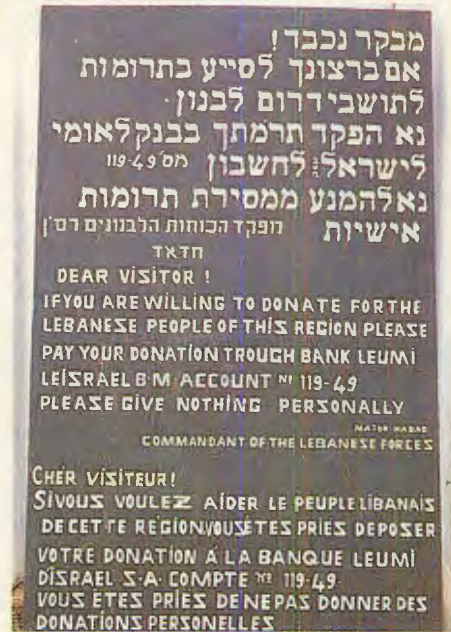 מבקר נכבד!
אם ברצונך לסייע בתרומות
לתושבי דרום לבנון.
נא הפקד תרמתך בבנק לאומי
לישראל לחשבון מס' 119-49
נא להמנע ממסירת תרומות
אישיות מפקד הכוחות הלבנונים רס"ן
חדאד
DEAR VISITOR !
IF YOU ARE WILLING TO DONATE FOR THE
LEBANESE PEOPLE OF THIS REGION PLEASE
PAY YOUR DONATION TROUGH BANK LEUMI
LEISRAEL B·M·ACCOUNT Nº 119-49
PLEASE GIVE NOTHING PERSONALLY
MAJOR HADAD
COMMANDANT OF THE LEBANESE FORCES
CHER VISITEUR!
SI VOUS VOULEZ AIDER LE PEUPLE LIBANAIS
DE CETTE REGION,VOUS ETES PRIES DEPOSER
VOTRE DONATION A LA BANQUE LEUMI
DISRAEL S·A· COMPTE Nº 119-49·
VOUS ETES PRIES DE NE PAS DONNER DES
DONATIONS PERSONELLES